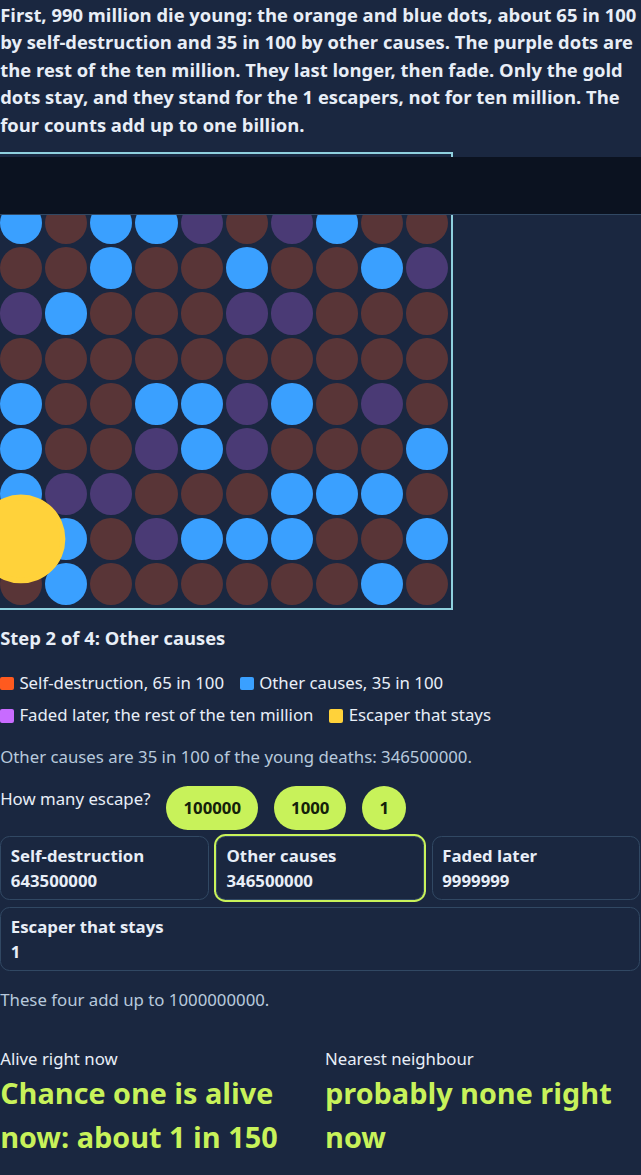 First, 990 million die young: the orange and blue dots, about 65 in 100
by self-destruction and 35 in 100 by other causes. The purple dots are
the rest of the ten million. They last longer, then fade. Only the gold
dots stay, and they stand for the 1 escapers, not for ten million. The
four counts add up to one billion.
Step 2 of 4: Other causes
Self-destruction, 65 in 100 Other causes, 35 in 100
Faded later, the rest of the ten million Escaper that stays
Other causes are 35 in 100 of the young deaths: 346500000.
How many escape? 100000 1000 1
Self-destruction Other causes Faded later
643500000 346500000 9999999
Escaper that stays
1
These four add up to 1000000000.
Alive right now Nearest neighbour
Chance one is alive probably none right
now: about 1 in 150 now